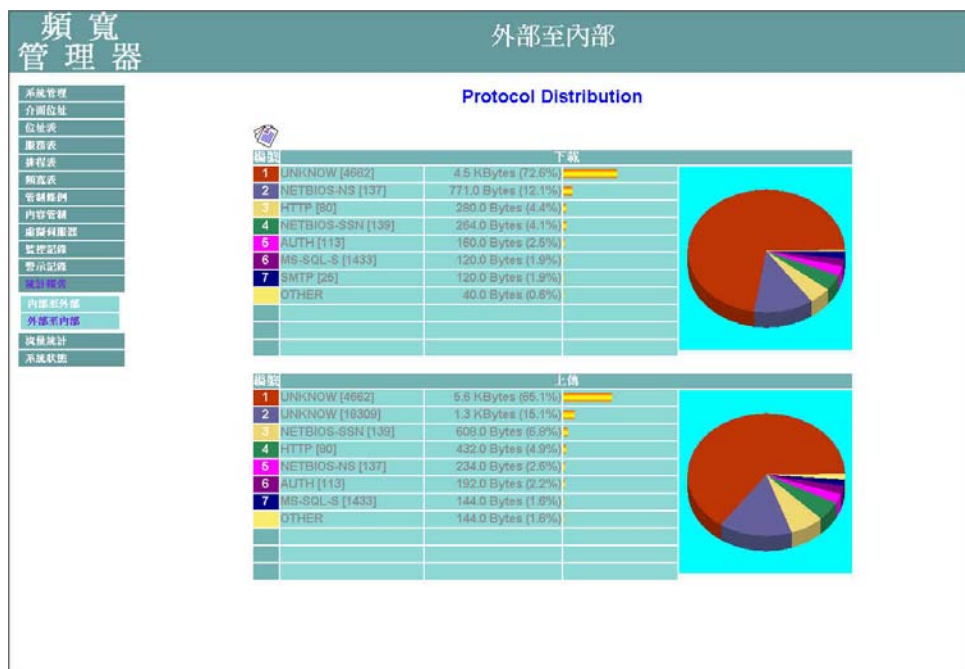 頻寬
管理器
外部至內部
系統管理
介面位址
位址表
服務表
排程表
頻寬表
管制條例
內容管制
虛擬伺服器
監控記錄
警示記錄
統計報告
內部至外部
外部至內部
流量統計
系統狀態
Protocol Distribution
編號 下載
1 UNKNOW [4662] 4.5 KBytes (72.6%)
2 NETBIOS-NS [137] 771.0 Bytes (12.1%)
3 HTTP [80] 280.0 Bytes (4.4%)
4 NETBIOS-SSN [139] 264.0 Bytes (4.1%)
5 AUTH [113] 160.0 Bytes (2.5%)
6 MS-SQL-S [1433] 120.0 Bytes (1.9%)
7 SMTP [25] 120.0 Bytes (1.9%)
OTHER 40.0 Bytes (0.6%)
編號 上傳
1 UNKNOW [4662] 5.6 KBytes (65.1%)
2 UNKNOW [18309] 1.3 KBytes (15.1%)
3 NETBIOS-SSN [139] 608.0 Bytes (6.8%)
4 HTTP [80] 432.0 Bytes (4.9%)
5 NETBIOS-NS [137] 234.0 Bytes (2.6%)
6 AUTH [113] 192.0 Bytes (2.2%)
7 MS-SQL-S [1433] 144.0 Bytes (1.6%)
OTHER 144.0 Bytes (1.6%)